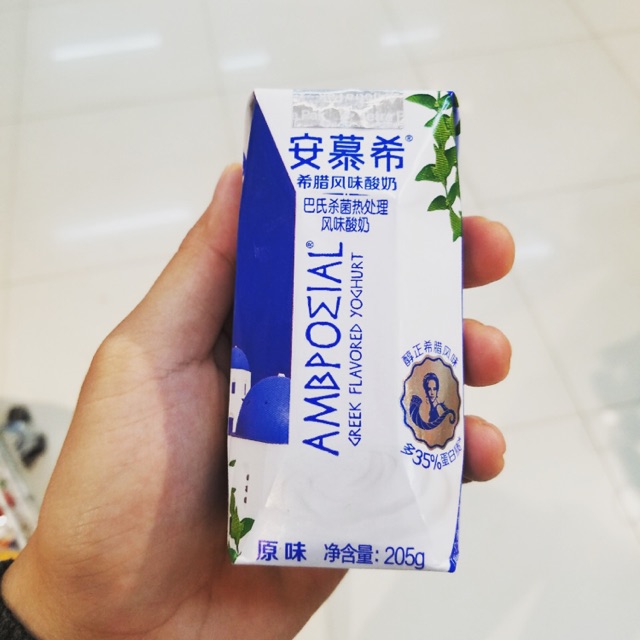 安慕希®
希腊风味酸奶
巴氏杀菌热处理
风味酸奶
AMBPOΣIAL®
GREEK FLAVORED YOGHURT
醇正希腊风味
多35%蛋白质
原味 净含量：205g